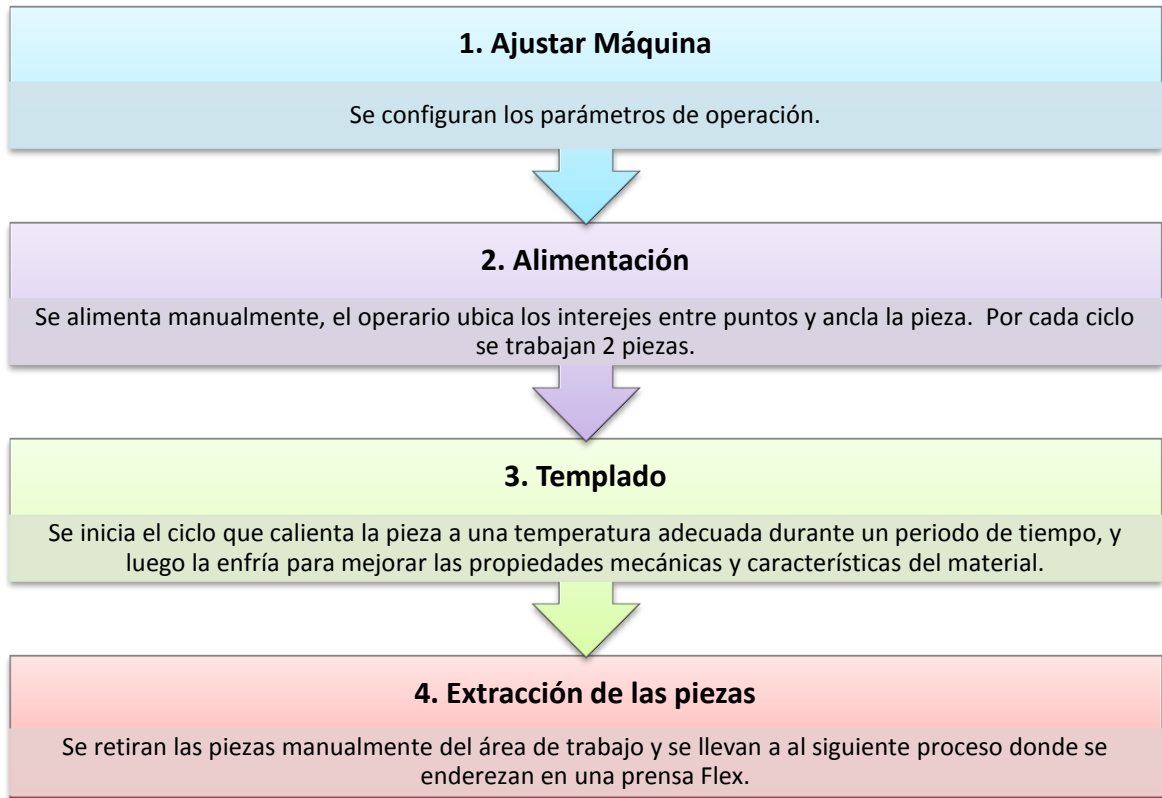 1. Ajustar Máquina
Se configuran los parámetros de operación.
2. Alimentación
Se alimenta manualmente, el operario ubica los interejes entre puntos y ancla la pieza.  Por cada ciclo
se trabajan 2 piezas.
3. Templado
Se inicia el ciclo que calienta la pieza a una temperatura adecuada durante un periodo de tiempo, y
luego la enfría para mejorar las propiedades mecánicas y características del material.
4. Extracción de las piezas
Se retiran las piezas manualmente del área de trabajo y se llevan a al siguiente proceso donde se
enderezan en una prensa Flex.